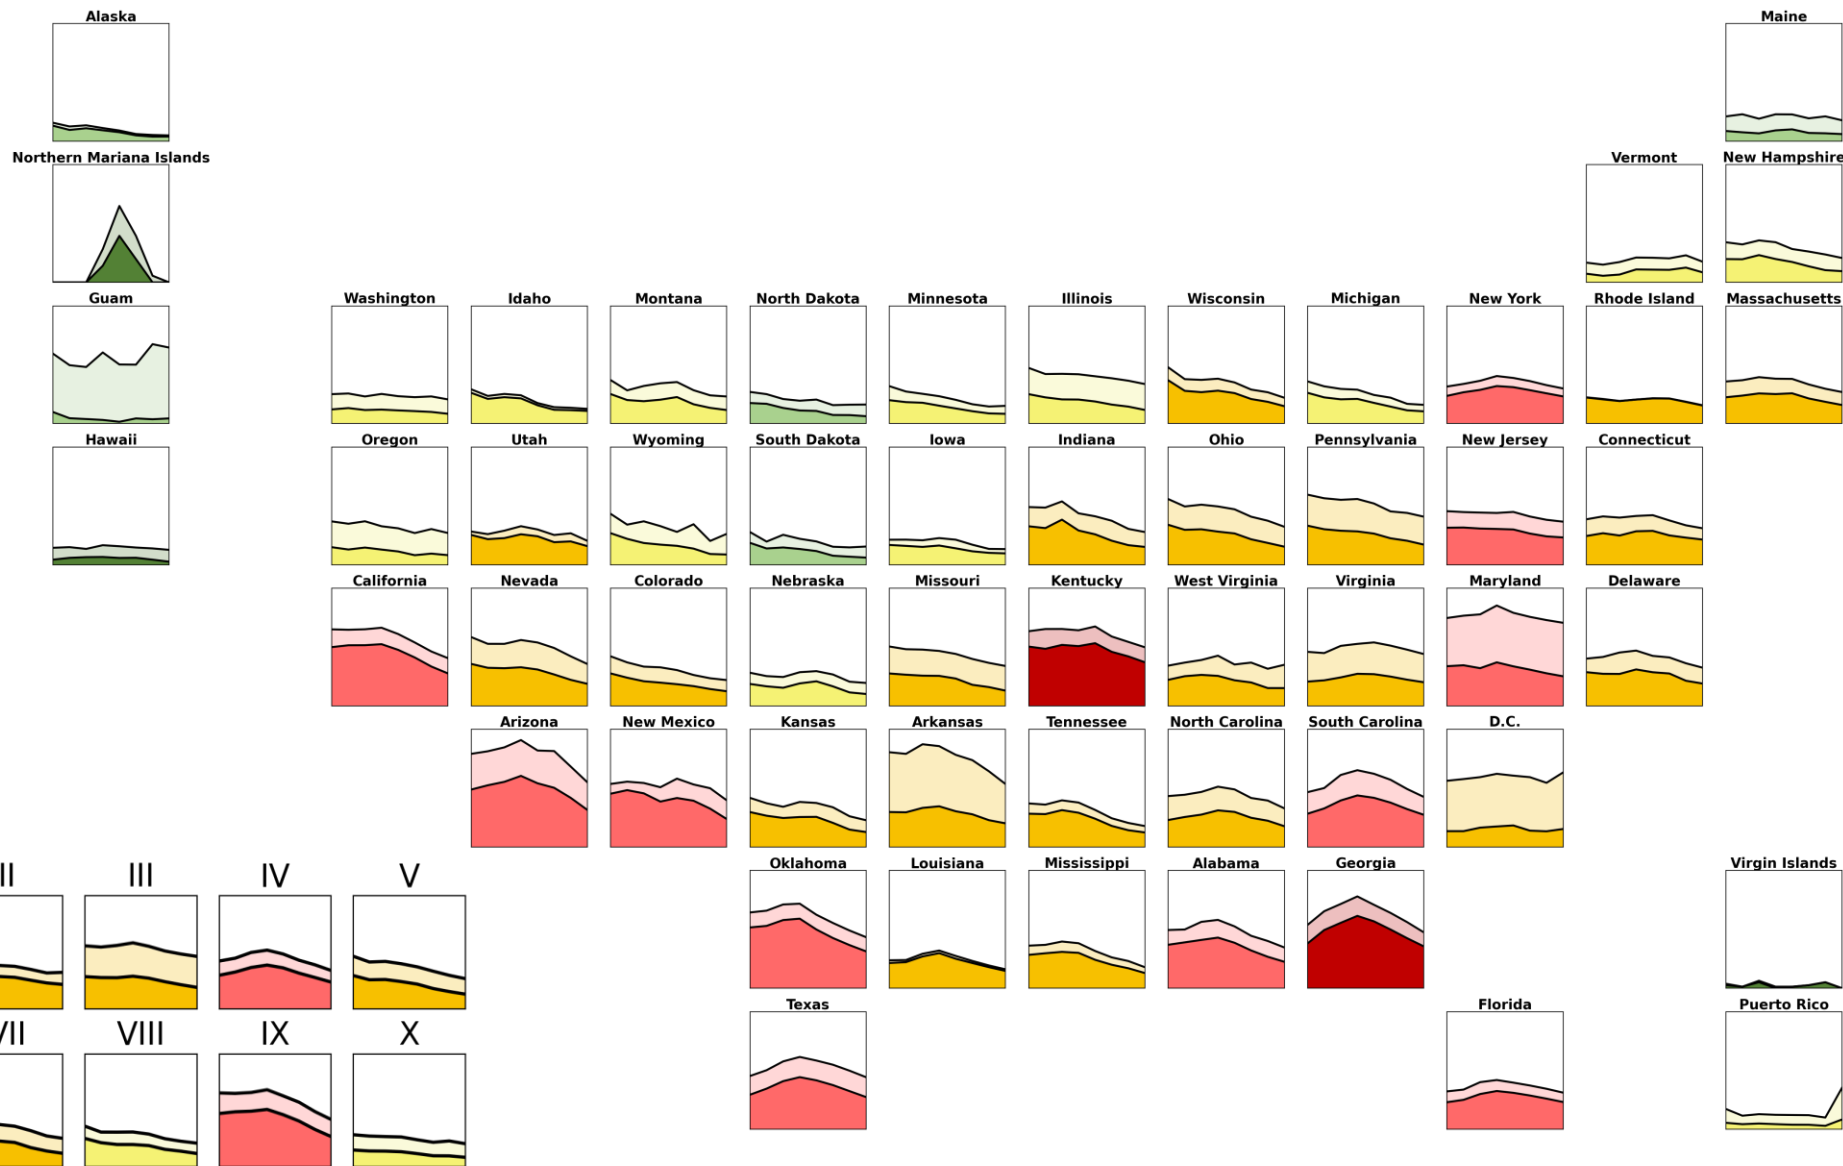 Alaska
Maine
Northern Mariana Islands
Vermont
New Hampshire
Guam
Washington
Idaho
Montana
North Dakota
Minnesota
Illinois
Wisconsin
Michigan
New York
Rhode Island
Massachusetts
Hawaii
Oregon
Utah
Wyoming
South Dakota
Iowa
Indiana
Ohio
Pennsylvania
New Jersey
Connecticut
California
Nevada
Colorado
Nebraska
Missouri
Kentucky
West Virginia
Virginia
Maryland
Delaware
Arizona
New Mexico
Kansas
Arkansas
Tennessee
North Carolina
South Carolina
D.C.
Oklahoma
Louisiana
Mississippi
Alabama
Georgia
Virgin Islands
III
IV
V
Texas
Florida
Puerto Rico
VIII
IX
X